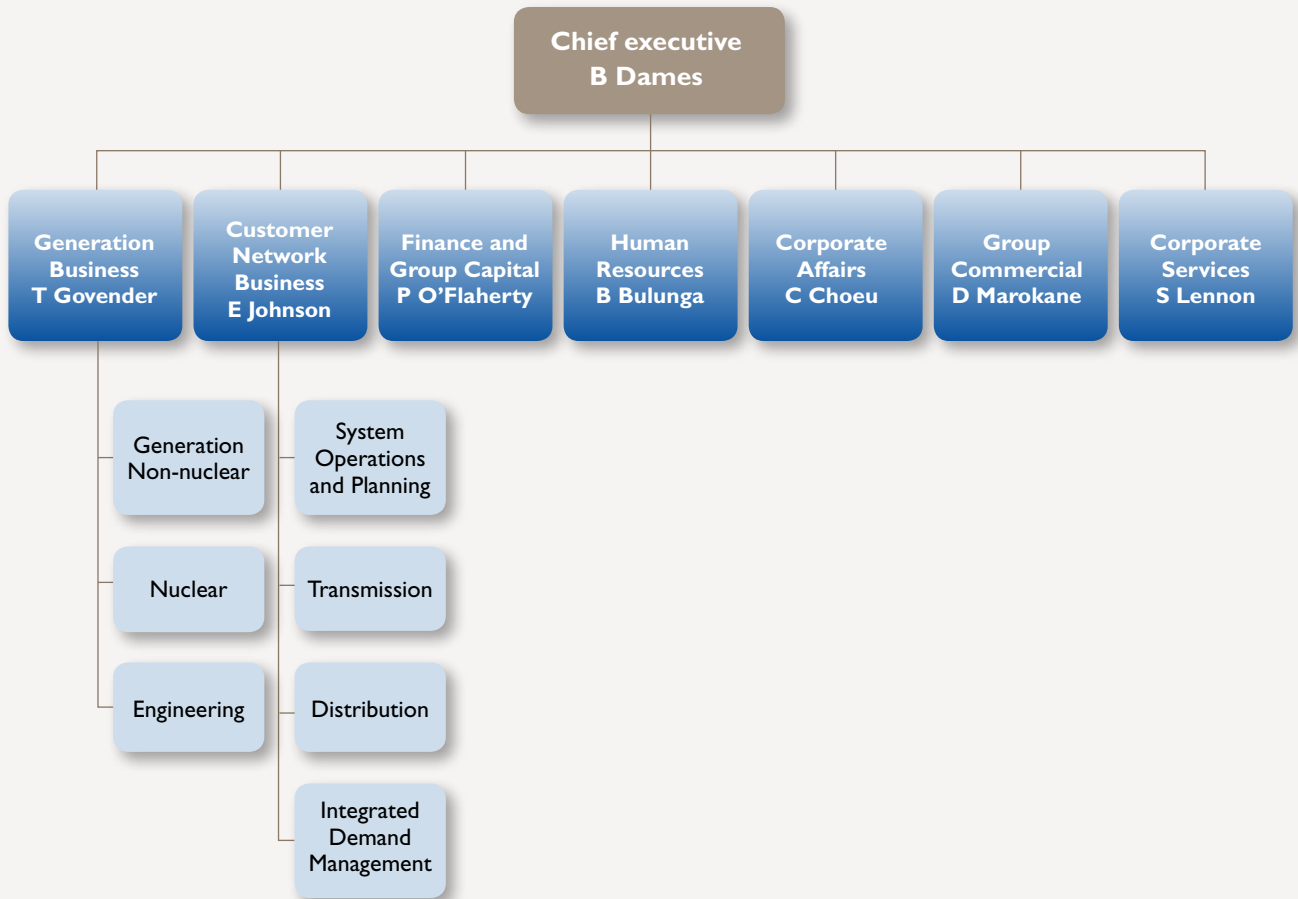 Chief executive
B Dames
Generation
Business
T Govender
Customer
Network
Business
E Johnson
Finance and
Group Capital
P O’Flaherty
Human
Resources
B Bulunga
Corporate
Affairs
C Choeu
Group
Commercial
D Marokane
Corporate
Services
S Lennon
Generation
Non-nuclear
Nuclear
Engineering
System
Operations
and Planning
Transmission
Distribution
Integrated
Demand
Management